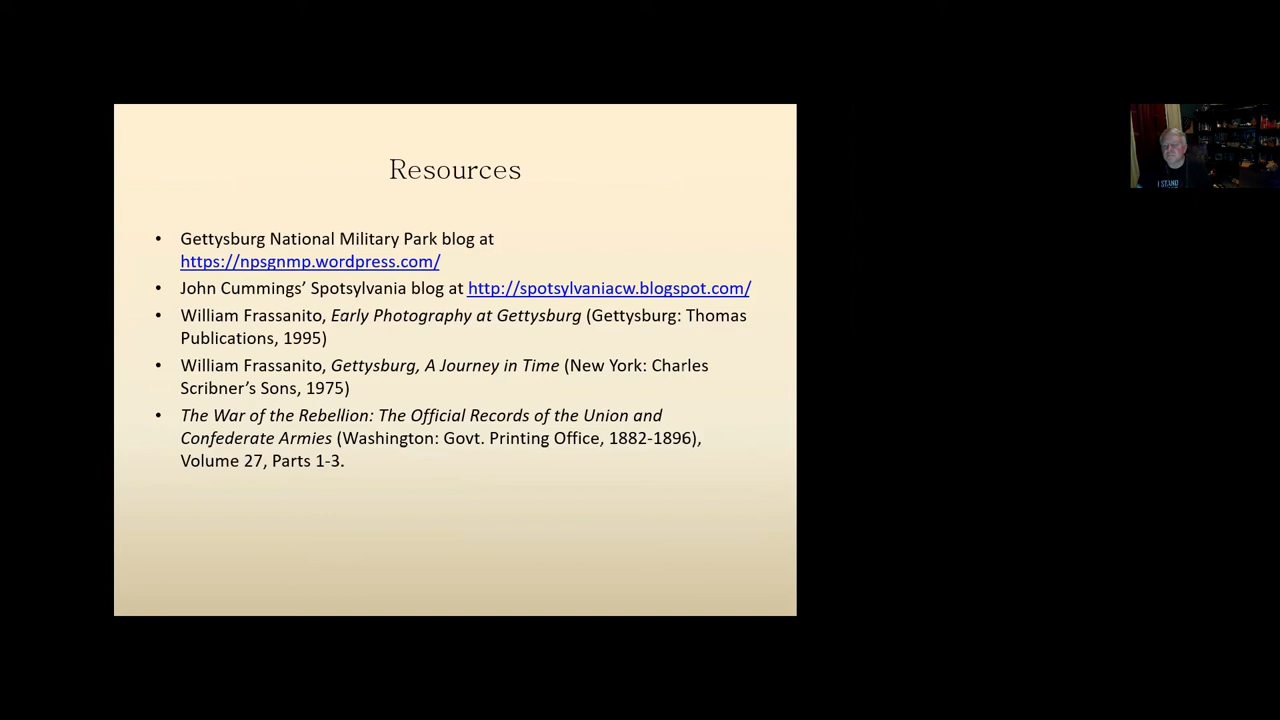 Resources
• Gettysburg National Military Park blog at
https://npsgnmp.wordpress.com/
• John Cummings’ Spotsylvania blog at http://spotsylvaniacw.blogspot.com/
• William Frassanito, Early Photography at Gettysburg (Gettysburg: Thomas
Publications, 1995)
• William Frassanito, Gettysburg, A Journey in Time (New York: Charles
Scribner’s Sons, 1975)
• The War of the Rebellion: The Official Records of the Union and
Confederate Armies (Washington: Govt. Printing Office, 1882-1896),
Volume 27, Parts 1-3.
I STAND